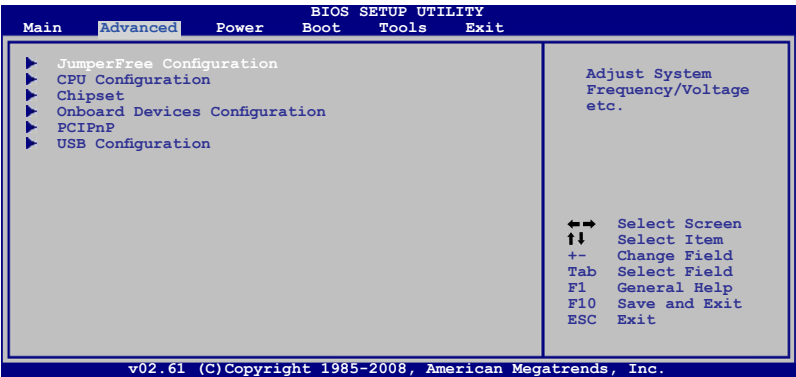 BIOS SETUP UTILITY
Main Advanced Power Boot Tools Exit
JumperFree Configuration
CPU Configuration
Chipset
Onboard Devices Configuration
PCIPnP
USB Configuration
Adjust System
Frequency/Voltage
etc.
←→ Select Screen
↑↓ Select Item
+- Change Field
Tab Select Field
F1 General Help
F10 Save and Exit
ESC Exit
v02.61 (C)Copyright 1985-2008, American Megatrends, Inc.